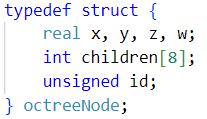 typedef struct {
    real x, y, z, w;
    int children[8];
    unsigned id;
} octreeNode;